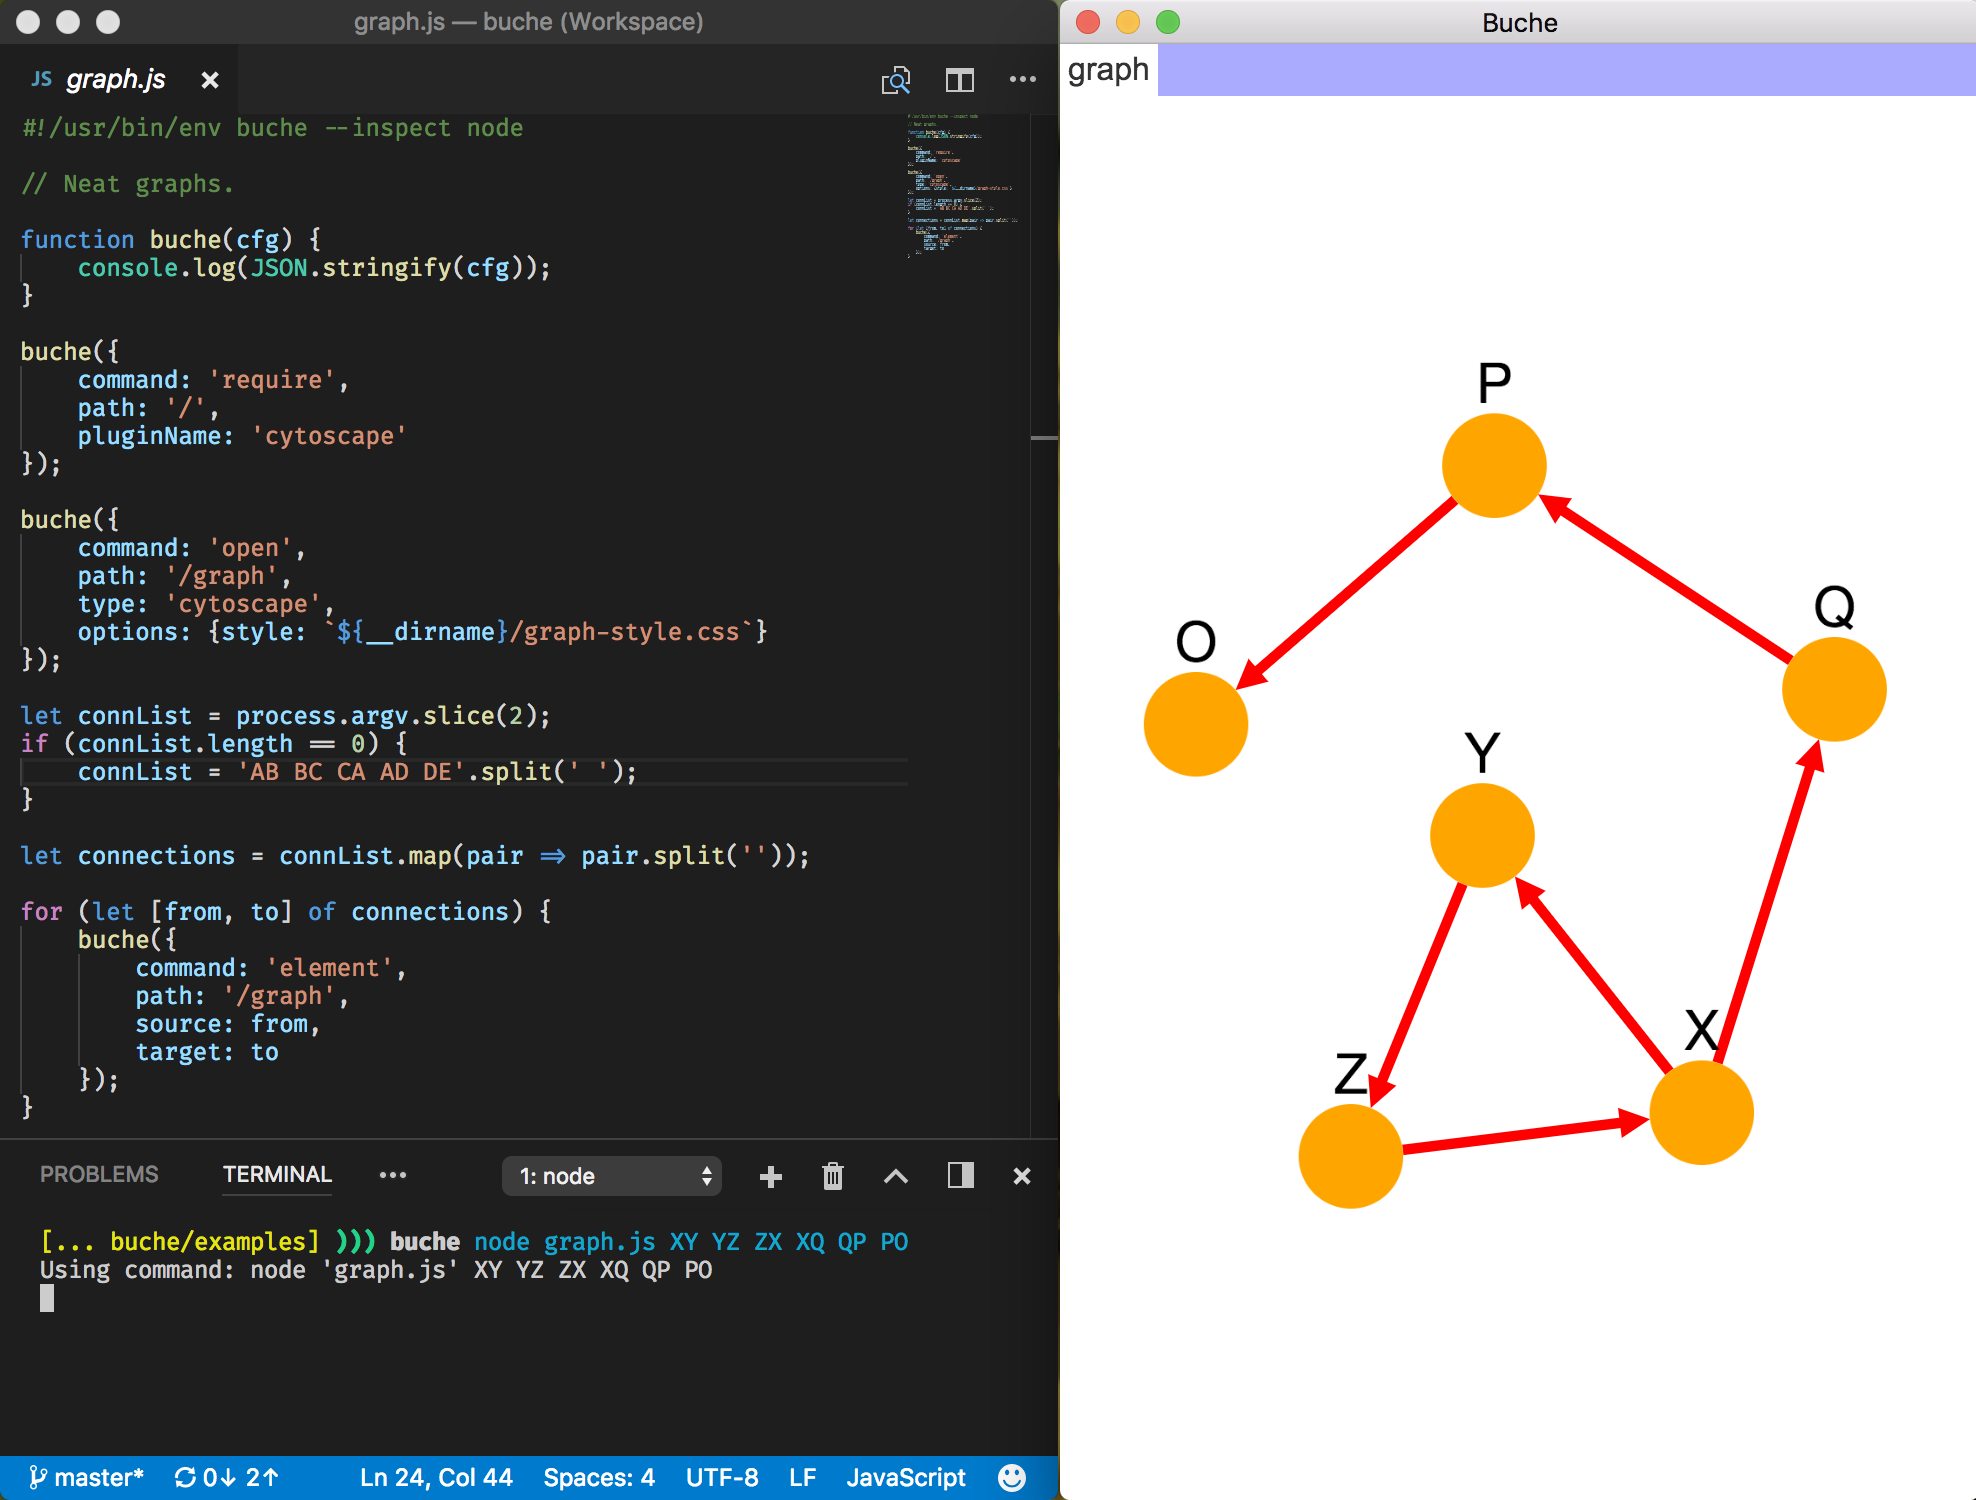 graph.js — buche (Workspace)
JS graph.js
#!/usr/bin/env buche --inspect node
// Neat graphs.
function buche(cfg) {
    console.log(JSON.stringify(cfg));
}
buche({
    command: 'require',
    path: '/',
    pluginName: 'cytoscape'
});
buche({
    command: 'open',
    path: '/graph',
    type: 'cytoscape',
    options: {style: `${__dirname}/graph-style.css`}
});
let connList = process.argv.slice(2);
if (connList.length == 0) {
    connList = 'AB BC CA AD DE'.split(' ');
}
let connections = connList.map(pair => pair.split(''));
for (let [from, to] of connections) {
    buche({
        command: 'element',
        path: '/graph',
        source: from,
        target: to
    });
}
PROBLEMS TERMINAL ••• 1: node
[... buche/examples] ))) buche node graph.js XY YZ ZX XQ QP PO
Using command: node 'graph.js' XY YZ ZX XQ QP PO
master* 0↓ 2↑ Ln 24, Col 44 Spaces: 4 UTF-8 LF JavaScript
Buche
graph
P
Q
O
Y
X
Z